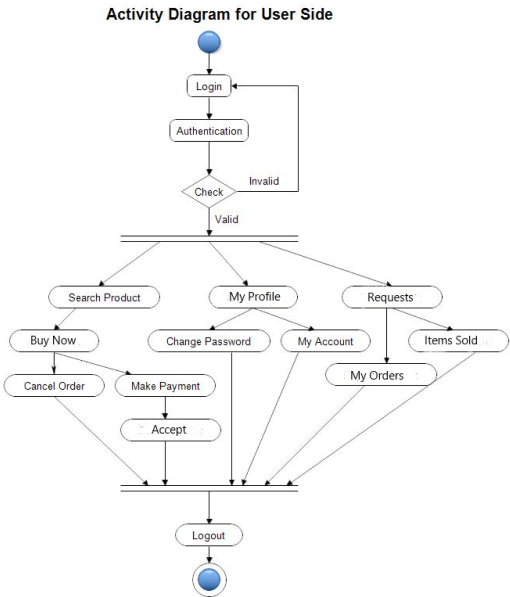 Activity Diagram for User Side
Login
Authentication
Check
Invalid
Valid
Search Product
My Profile
Requests
Buy Now
Change Password
My Account
Items Sold
Cancel Order
Make Payment
My Orders
Accept
Logout